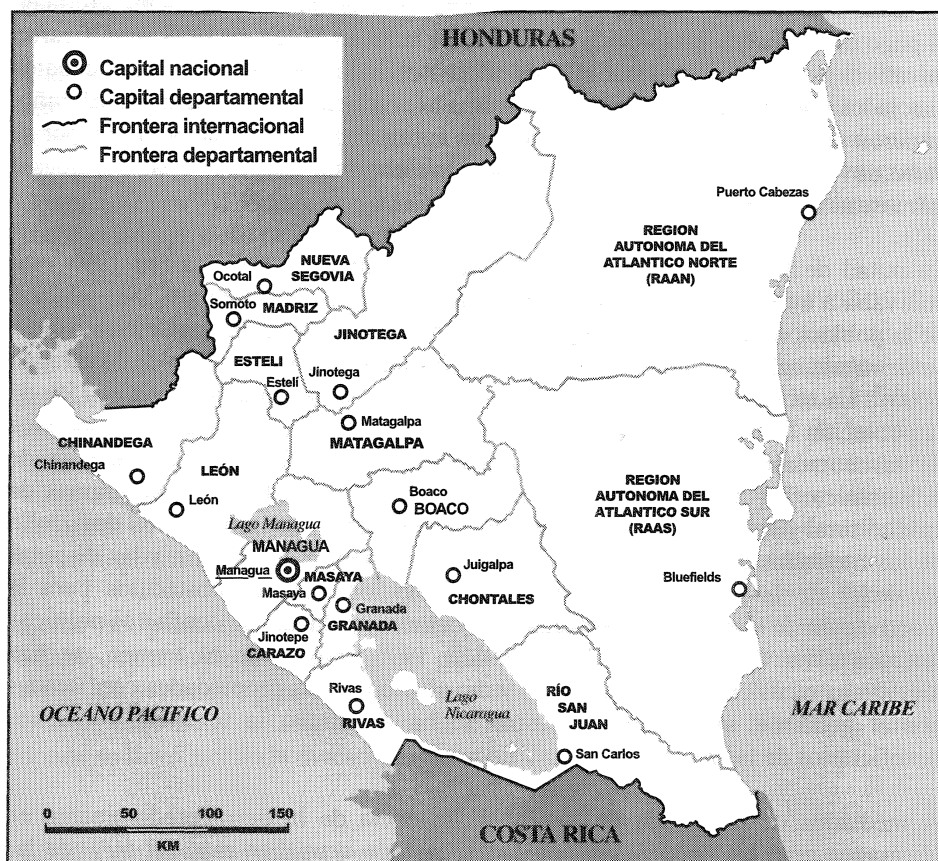 HONDURAS
Capital nacional
Capital departamental
Frontera internacional
Frontera departamental
Puerto Cabezas
REGION
AUTONOMA DEL
ATLANTICO NORTE
(RAAN)
NUEVA
SEGOVIA
Ocotal
Somoto
MADRIZ
JINOTEGA
ESTELI
Estelí
Jinotega
Matagalpa
MATAGALPA
CHINANDEGA
Chinandega
LEÓN
León
Boaco
BOACO
REGION
AUTONOMA DEL
ATLANTICO SUR
(RAAS)
Lago Managua
MANAGUA
Managua
MASAYA
Masaya
Granada
GRANADA
Juigalpa
CHONTALES
Bluefields
Jinotepe
CARAZO
Rivas
RIVAS
Lago
Nicaragua
RÍO
SAN
JUAN
San Carlos
OCEANO PACIFICO
MAR CARIBE
0 50 100 150
KM
COSTA RICA